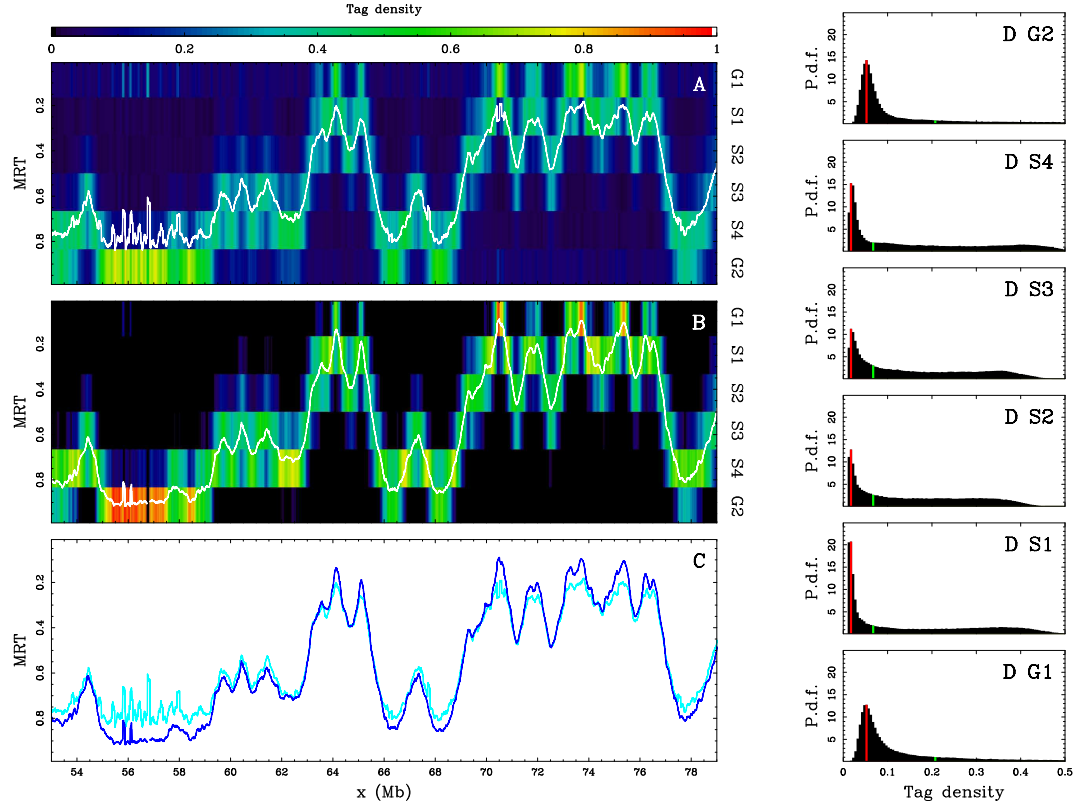 Tag density
0 0.2 0.4 0.6 0.8 1
A
MRT
0.2 0.4 0.6 0.8
G1 S1 S2 S3 S4 G2
B
MRT
0.2 0.4 0.6 0.8
G1 S1 S2 S3 S4 G2
C
MRT
0.2 0.4 0.6 0.8
54 56 58 60 62 64 66 68 70 72 74 76 78
x (Mb)
D G2
P.d.f.
5 10 15 20
D S4
P.d.f.
5 10 15 20
D S3
P.d.f.
5 10 15 20
D S2
P.d.f.
5 10 15 20
D S1
P.d.f.
5 10 15 20
D G1
P.d.f.
5 10 15 20
0 0.1 0.2 0.3 0.4 0.5
Tag density